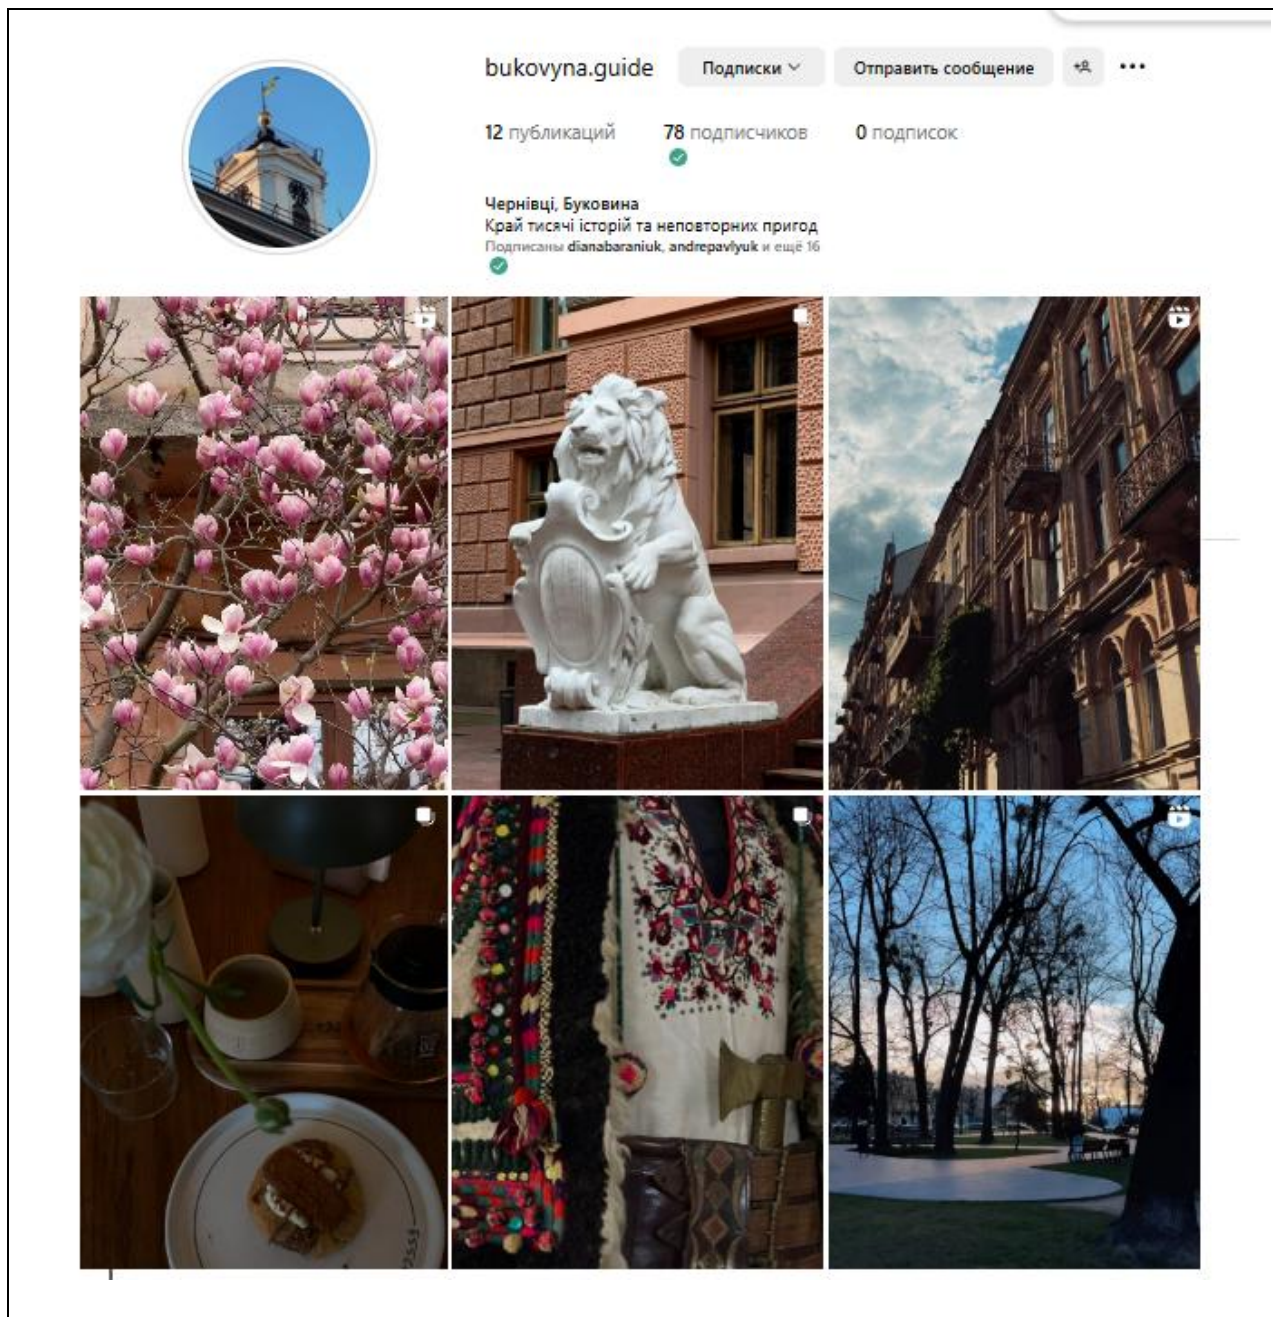 bukovyna.guide Подписки Отправить сообщение
12 публикаций 78 подписчиков 0 подписок
Чернівці, Буковина
Край тисячі історій та неповторних пригод
Подписаны dianabaraniuk, andrepavlyuk и ещё 16